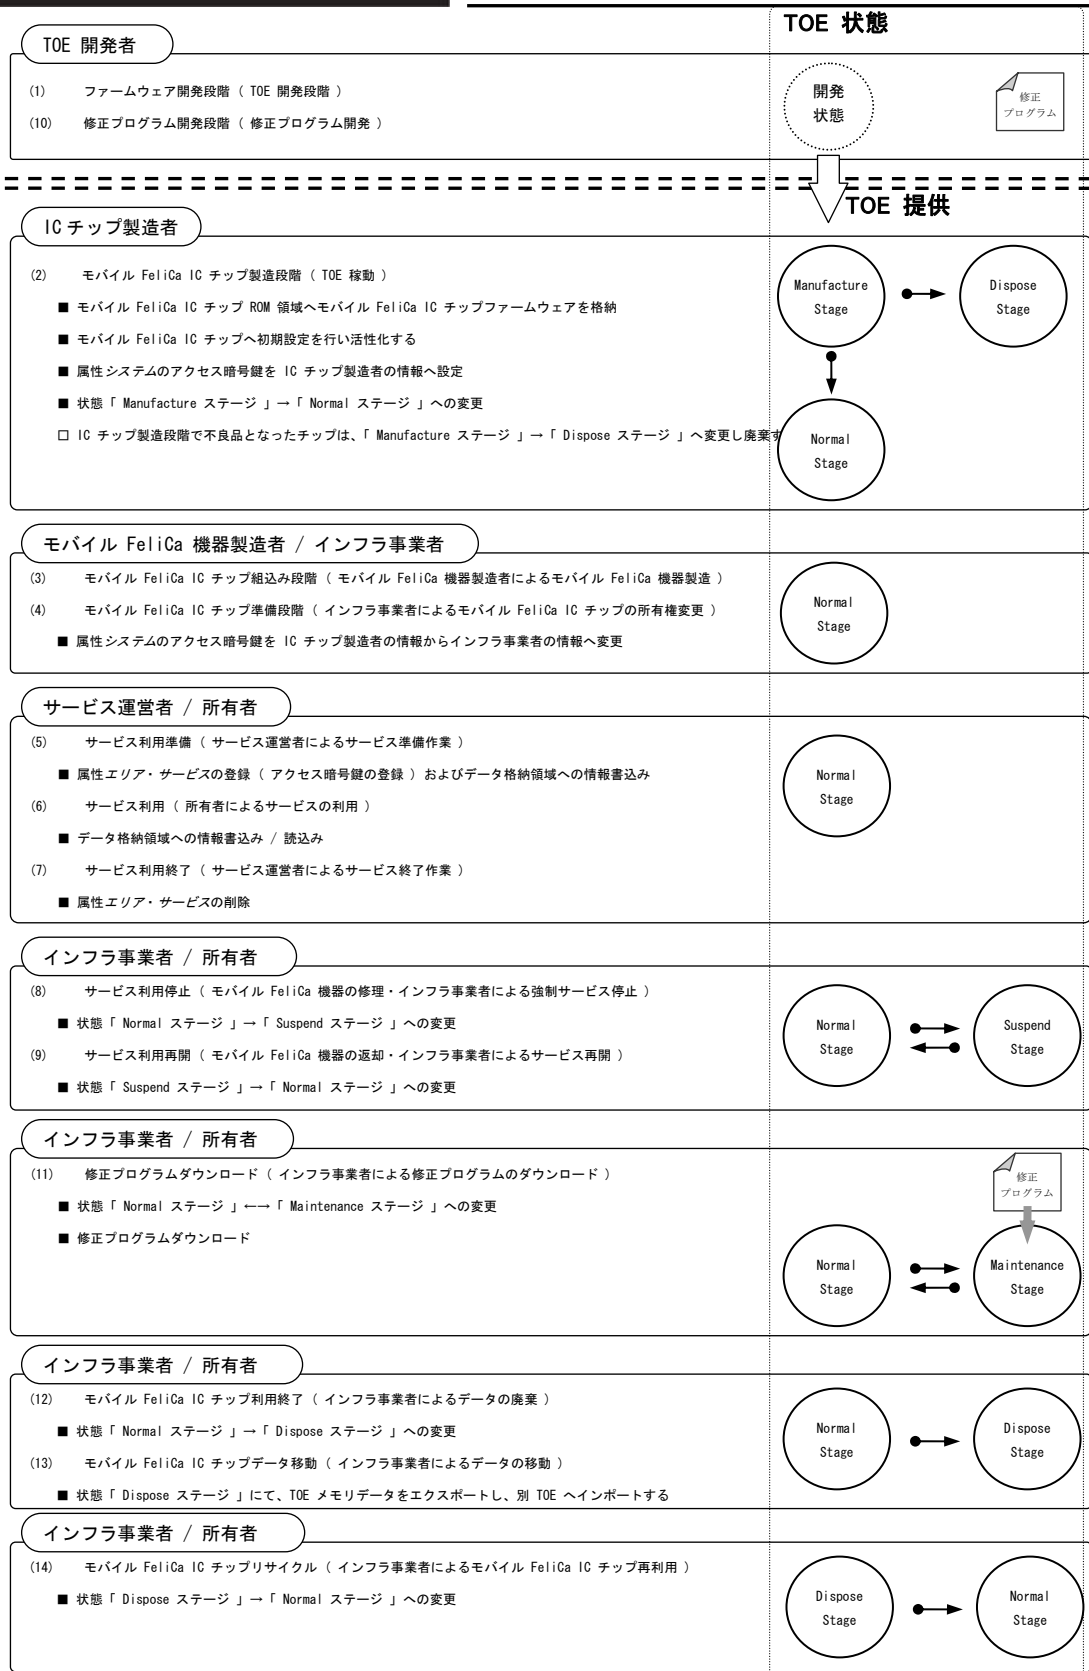 TOE 状態
TOE 開発者
(1) ファームウェア開発段階（ TOE 開発段階 ）
(10) 修正プログラム開発段階（ 修正プログラム開発 ）
開発
状態
修正
プログラム
TOE 提供
IC チップ製造者
(2) モバイル FeliCa IC チップ製造段階（ TOE 稼動 ）
■ モバイル FeliCa IC チップ ROM 領域へモバイル FeliCa IC チップファームウェアを格納
■ モバイル FeliCa IC チップへ初期設定を行い活性化する
■ 属性システムのアクセス暗号鍵を IC チップ製造者の情報へ設定
■ 状態「 Manufacture ステージ 」→「 Normal ステージ 」への変更
□ IC チップ製造段階で不良品となったチップは、「 Manufacture ステージ 」→「 Dispose ステージ 」へ変更し廃棄す
Manufacture
Stage
Dispose
Stage
Normal
Stage
モバイル FeliCa 機器製造者 / インフラ事業者
(3) モバイル FeliCa IC チップ組込み段階（ モバイル FeliCa 機器製造者によるモバイル FeliCa 機器製造 ）
(4) モバイル FeliCa IC チップ準備段階（ インフラ事業者によるモバイル FeliCa IC チップの所有権変更 ）
■ 属性システムのアクセス暗号鍵を IC チップ製造者の情報からインフラ事業者の情報へ変更
Normal
Stage
サービス運営者 / 所有者
(5) サービス利用準備（ サービス運営者によるサービス準備作業 ）
■ 属性エリア・サービスの登録（ アクセス暗号鍵の登録 ）およびデータ格納領域への情報書込み
(6) サービス利用（ 所有者によるサービスの利用 ）
■ データ格納領域への情報書込み / 読込み
(7) サービス利用終了（ サービス運営者によるサービス終了作業 ）
■ 属性エリア・サービスの削除
Normal
Stage
インフラ事業者 / 所有者
(8) サービス利用停止（ モバイル FeliCa 機器の修理・インフラ事業者による強制サービス停止 ）
■ 状態「 Normal ステージ 」→「 Suspend ステージ 」への変更
(9) サービス利用再開（ モバイル FeliCa 機器の返却・インフラ事業者によるサービス再開 ）
■ 状態「 Suspend ステージ 」→「 Normal ステージ 」への変更
Normal
Stage
Suspend
Stage
インフラ事業者 / 所有者
(11) 修正プログラムダウンロード（ インフラ事業者による修正プログラムのダウンロード ）
■ 状態「 Normal ステージ 」←→「 Maintenance ステージ 」への変更
■ 修正プログラムダウンロード
修正
プログラム
Normal
Stage
Maintenance
Stage
インフラ事業者 / 所有者
(12) モバイル FeliCa IC チップ利用終了（ インフラ事業者によるデータの廃棄 ）
■ 状態「 Normal ステージ 」→「 Dispose ステージ 」への変更
(13) モバイル FeliCa IC チップデータ移動（ インフラ事業者によるデータの移動 ）
■ 状態「 Dispose ステージ 」にて、TOE メモリデータをエクスポートし、別 TOE へインポートする
Normal
Stage
Dispose
Stage
インフラ事業者 / 所有者
(14) モバイル FeliCa IC チップリサイクル（ インフラ事業者によるモバイル FeliCa IC チップ再利用 ）
■ 状態「 Dispose ステージ 」→「 Normal ステージ 」への変更
Dispose
Stage
Normal
Stage